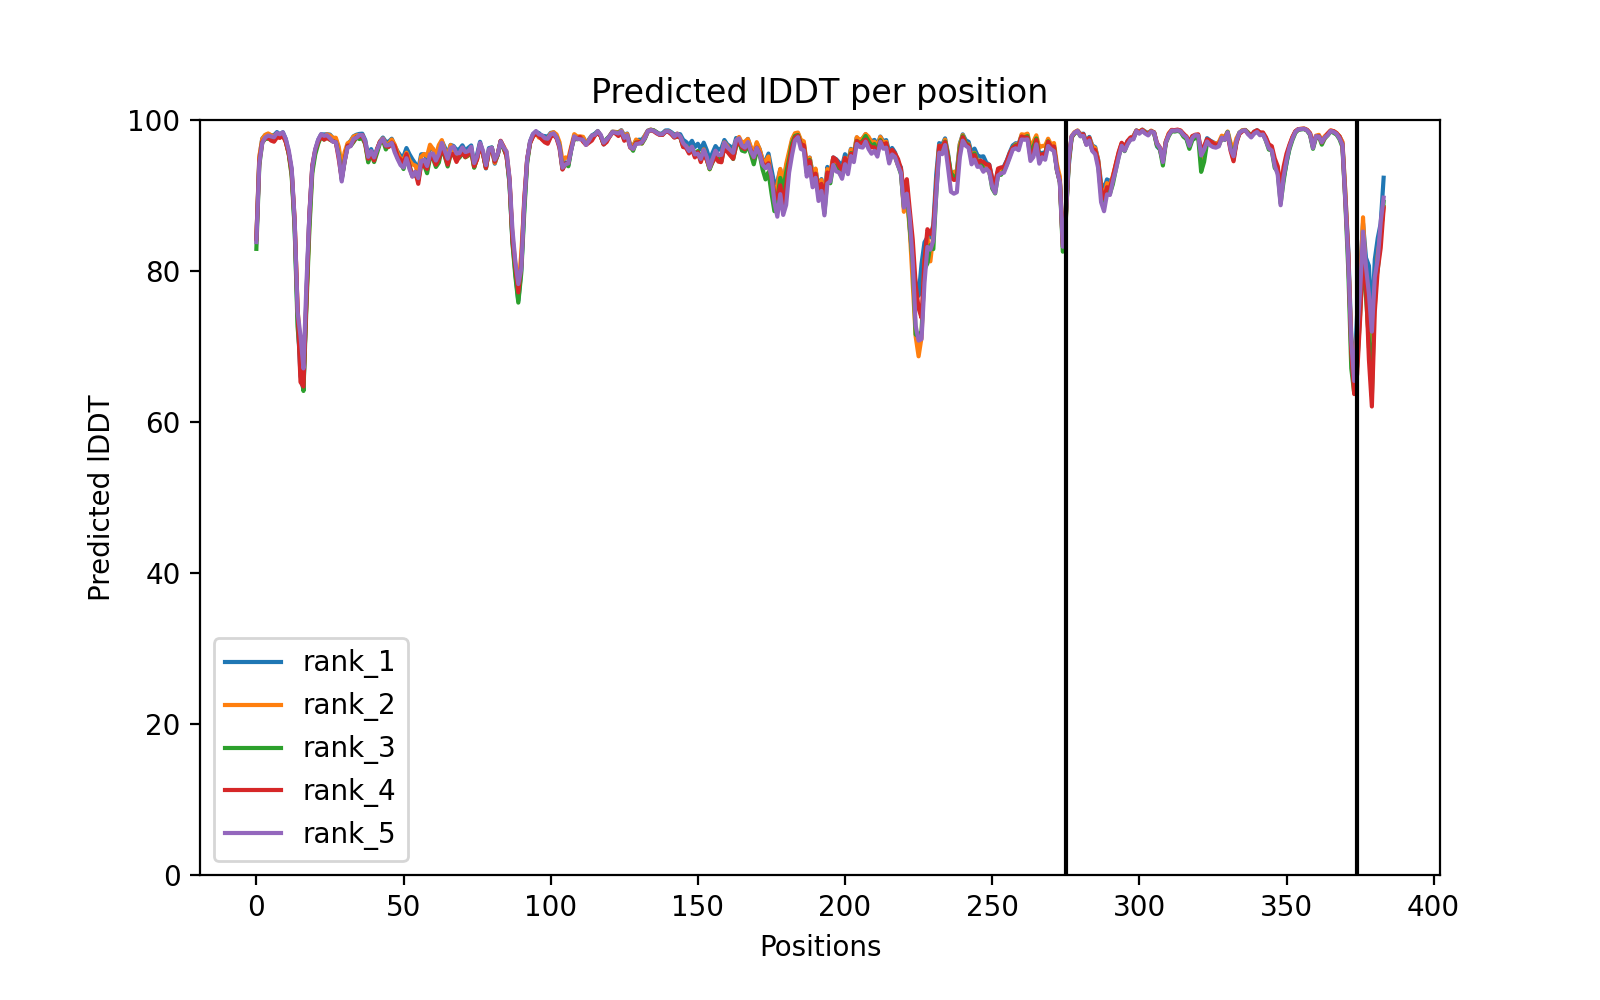 Predicted lDDT per position
100
80
60
40
20
0
Predicted lDDT
rank_1
rank_2
rank_3
rank_4
rank_5
0 50 100 150 200 250 300 350 400
Positions